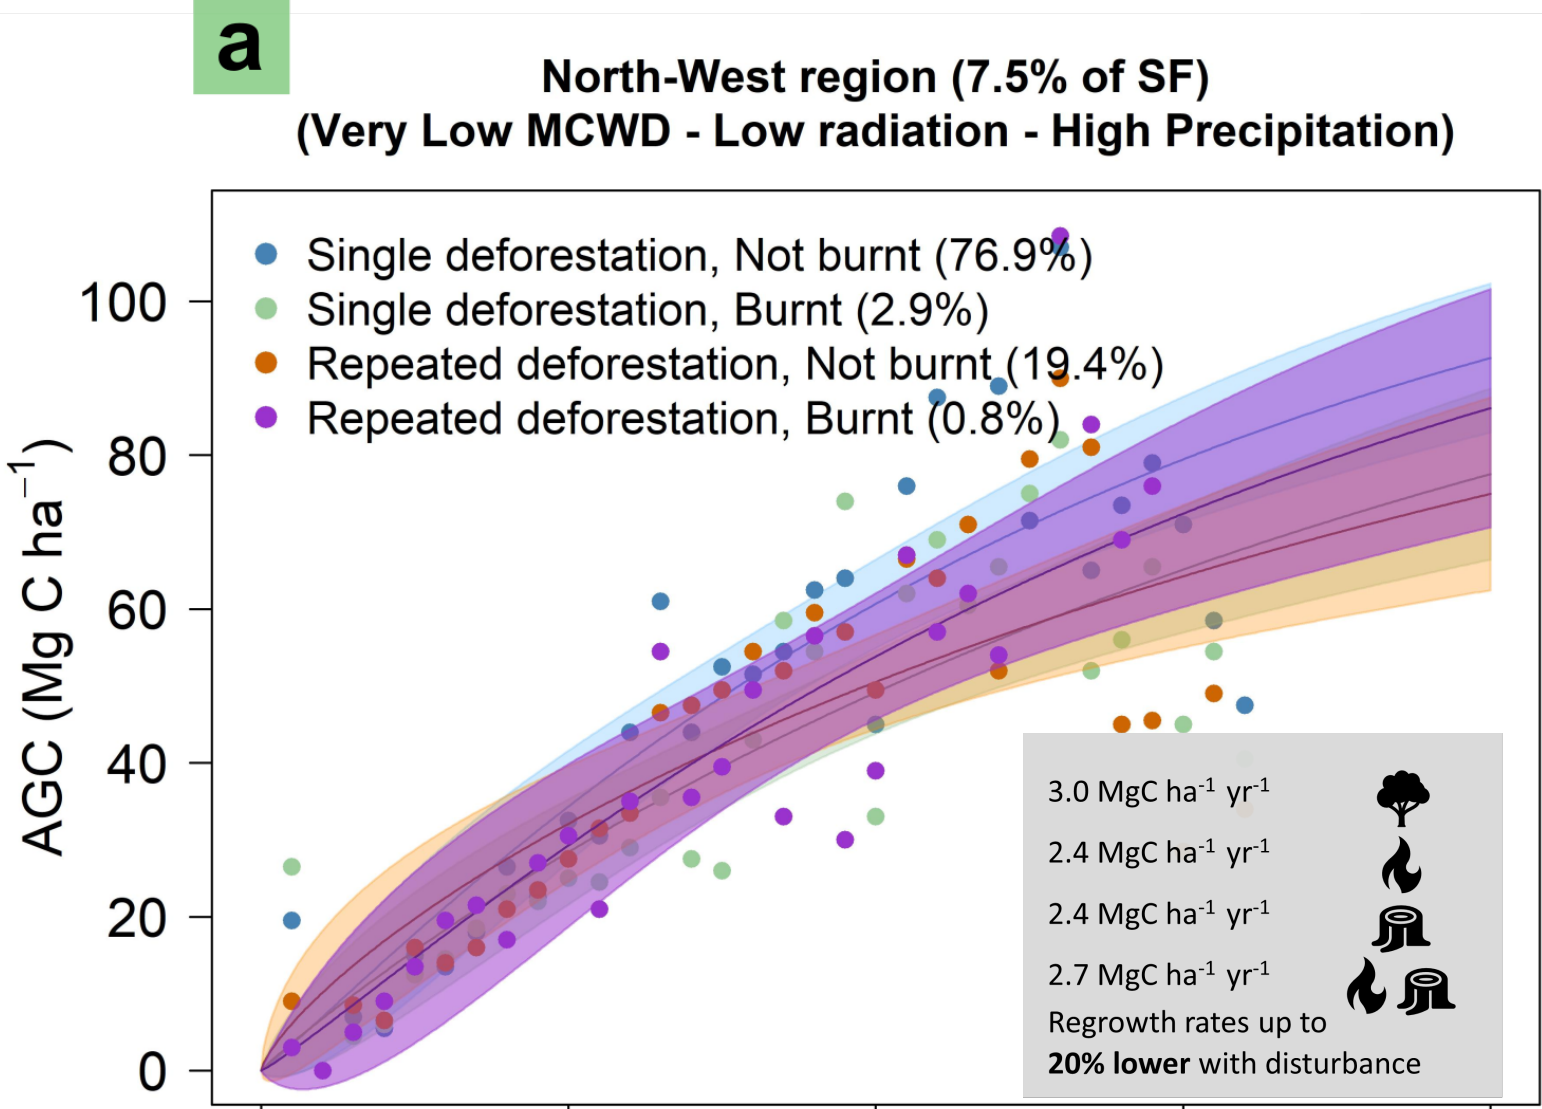 a
North-West region (7.5% of SF)
(Very Low MCWD - Low radiation - High Precipitation)
Single deforestation, Not burnt (76.9%)
Single deforestation, Burnt (2.9%)
Repeated deforestation, Not burnt (19.4%)
Repeated deforestation, Burnt (0.8%)
AGC (Mg C ha⁻¹)
100
80
60
40
20
0
3.0 MgC ha⁻¹ yr⁻¹
2.4 MgC ha⁻¹ yr⁻¹
2.4 MgC ha⁻¹ yr⁻¹
2.7 MgC ha⁻¹ yr⁻¹
Regrowth rates up to
20% lower with disturbance